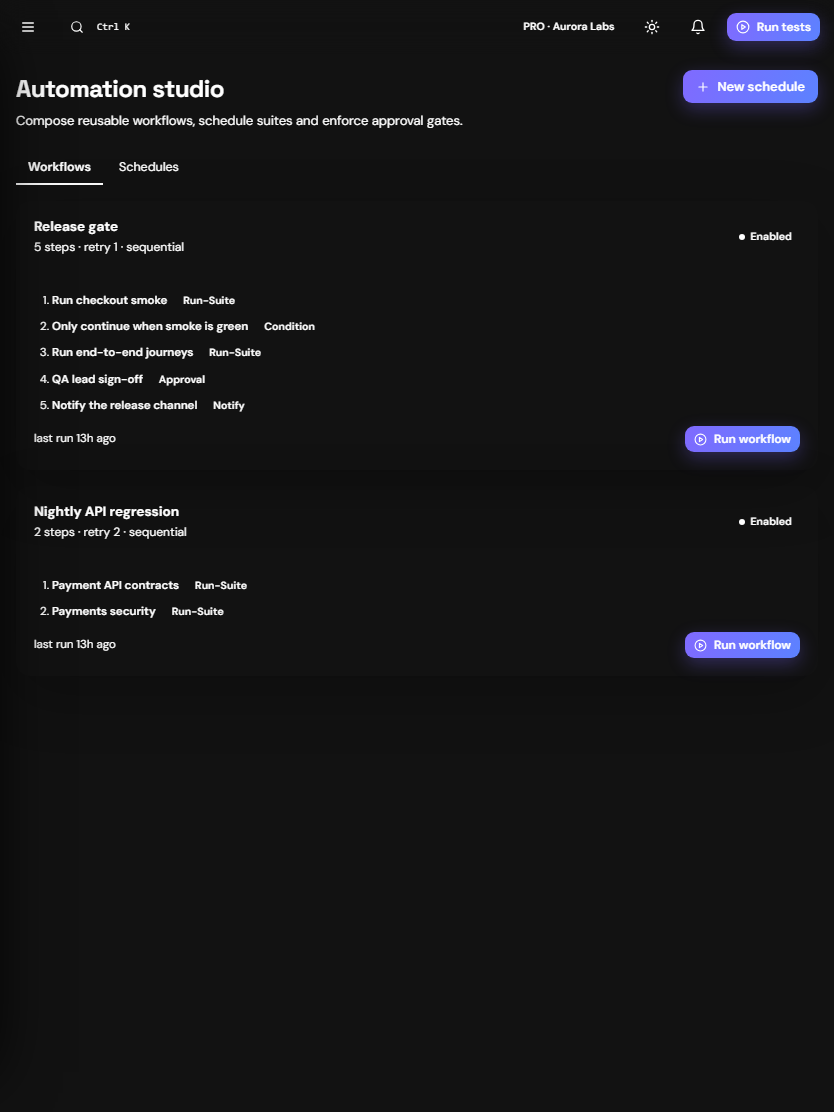 Ctrl K
PRO · Aurora Labs
Run tests
Automation studio
New schedule
Compose reusable workflows, schedule suites and enforce approval gates.
Workflows
Schedules
Release gate
5 steps · retry 1 · sequential
Enabled
1. Run checkout smoke Run-Suite
2. Only continue when smoke is green Condition
3. Run end-to-end journeys Run-Suite
4. QA lead sign-off Approval
5. Notify the release channel Notify
last run 13h ago
Run workflow
Nightly API regression
2 steps · retry 2 · sequential
Enabled
1. Payment API contracts Run-Suite
2. Payments security Run-Suite
last run 13h ago
Run workflow